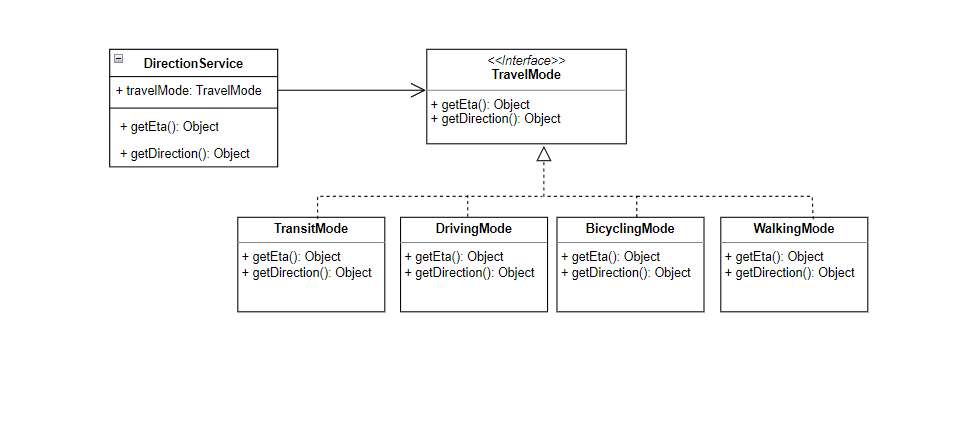 DirectionService
+ travelMode: TravelMode
+ getEta(): Object
+ getDirection(): Object
<<Interface>>
TravelMode
+ getEta(): Object
+ getDirection(): Object
TransitMode
+ getEta(): Object
+ getDirection(): Object
DrivingMode
+ getEta(): Object
+ getDirection(): Object
BicyclingMode
+ getEta(): Object
+ getDirection(): Object
WalkingMode
+ getEta(): Object
+ getDirection(): Object